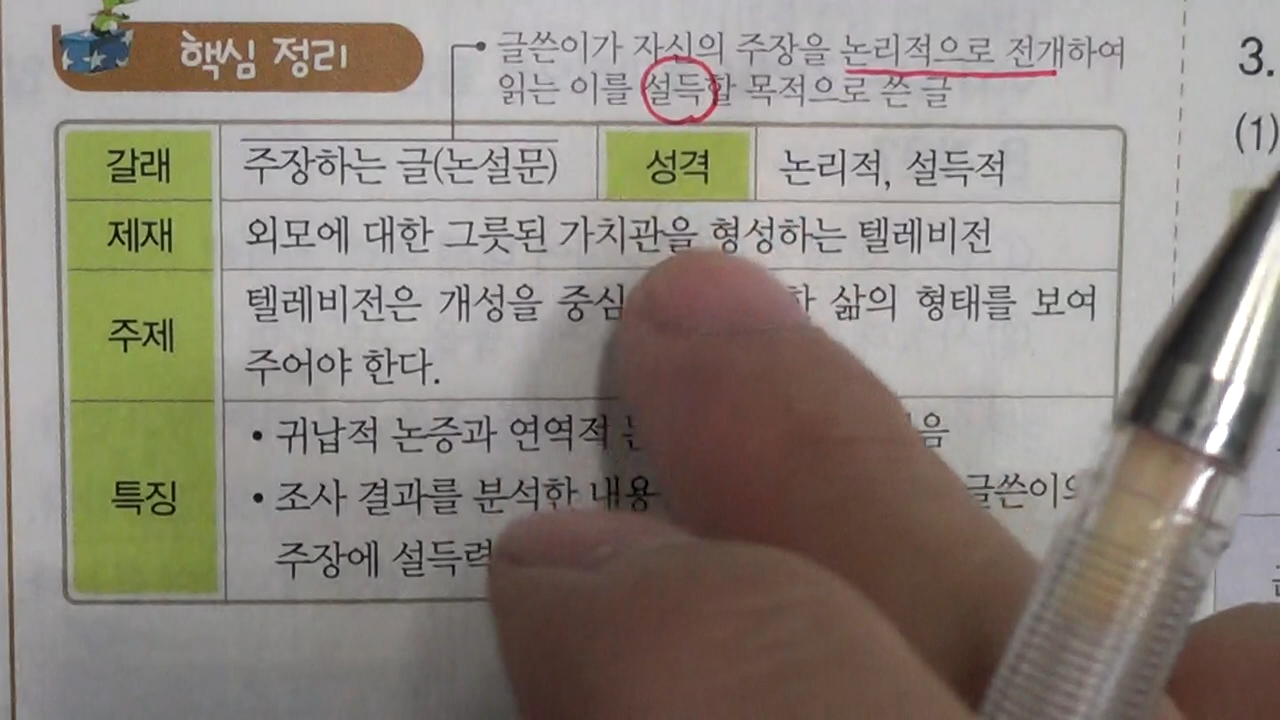 핵심 정리
글쓴이가 자신의 주장을 논리적으로 전개하여
읽는 이를 설득할 목적으로 쓴 글
갈래 주장하는 글(논설문) 성격 논리적, 설득적
제재 외모에 대한 그릇된 가치관을 형성하는 텔레비전
주제 텔레비전은 개성을 중심 삶의 형태를 보여
주어야 한다.
특징
• 귀납적 논증과 연역적
• 조사 결과를 분석한 내용 글쓴이의
주장에 설득력
3.
(1)